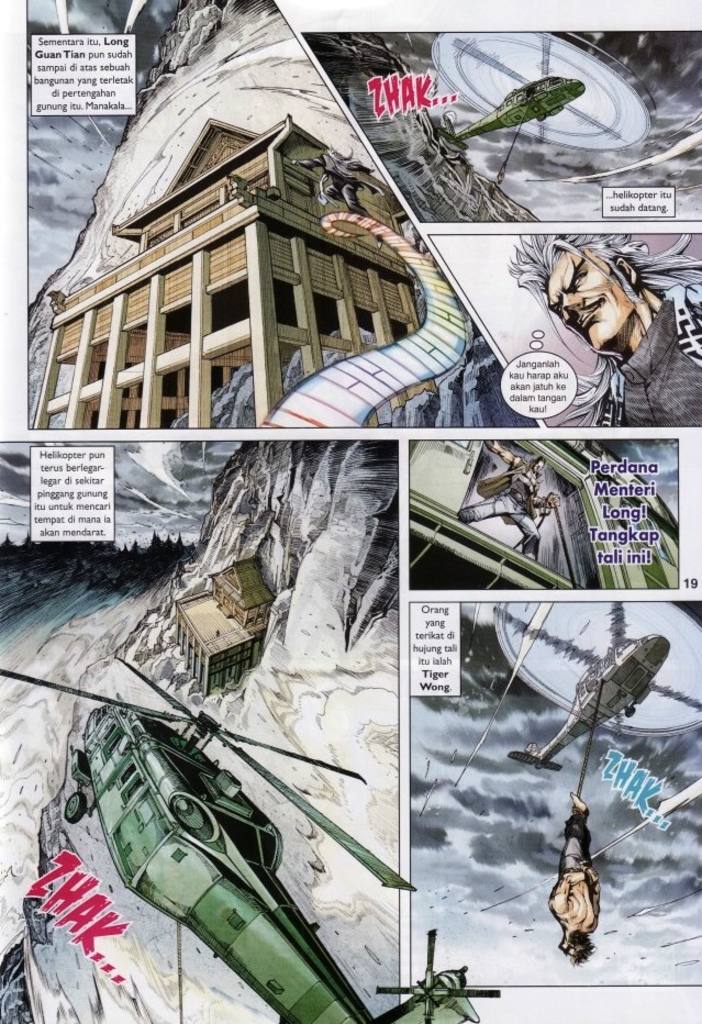 Sementara itu, Long
Guan Tian pun sudah
sampai di atas sebuah
bangunan yang terletak
di pertengahan
gunung itu. Manakala...
ZHAK...
...helikopter itu
sudah datang.
Janganlah
kau harap aku
akan jatuh ke
dalam tangan
kau!
Helikopter pun
terus berlegar-
legar di sekitar
pinggang gunung
itu untuk mencari
tempat di mana ia
akan mendarat.
ZHAK...
Perdana
Menteri
Long!
Tangkap
tali ini!
19
Orang
yang
terikat di
hujung tali
itu ialah
Tiger
Wong.
ZHAK...